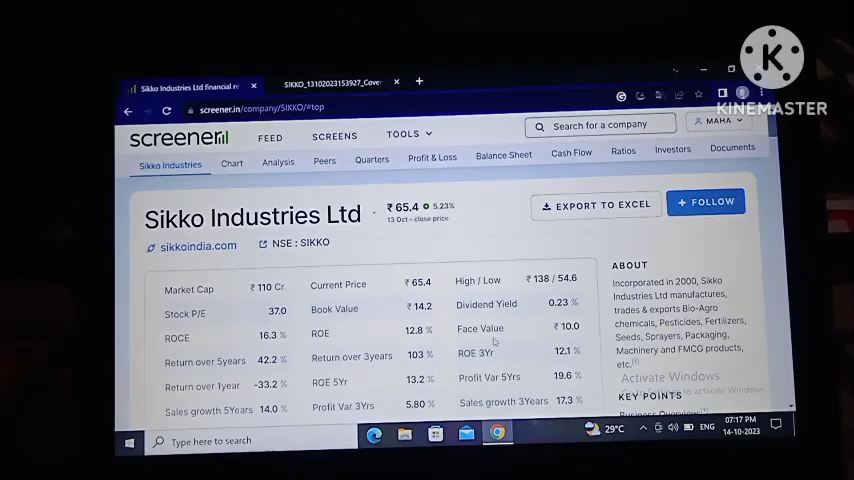 Sikko Industries Ltd financial re
SIKKO_13102023153927_Cover
screener.in/company/SIKKO/#top
KINEMASTER
screener
FEED
SCREENS
TOOLS
Search for a company
MAHA
Sikko Industries
Chart
Analysis
Peers
Quarters
Profit & Loss
Balance Sheet
Cash Flow
Ratios
Investors
Documents
Sikko Industries Ltd
₹ 65.4 5.23%
13 Oct - close price
EXPORT TO EXCEL
+ FOLLOW
sikkoindia.com
NSE : SIKKO
Market Cap ₹ 110 Cr.
Current Price ₹ 65.4
High / Low ₹ 138 / 54.6
Stock P/E 37.0
Book Value ₹ 14.2
Dividend Yield 0.23 %
ROCE 16.3 %
ROE 12.8 %
Face Value ₹ 10.0
Return over 5years 42.2 %
Return over 3years 103 %
ROE 3Yr 12.1 %
Return over 1year -33.2 %
ROE 5Yr 13.2 %
Profit Var 5Yrs 19.6 %
Sales growth 5Years 14.0 %
Profit Var 3Yrs 5.80 %
Sales growth 3Years 17.3 %
ABOUT
Incorporated in 2000, Sikko
Industries Ltd manufactures,
trades & exports Bio-Agro
chemicals, Pesticides, Fertilizers,
Seeds, Sprayers, Packaging,
Machinery and FMCG products,
etc.[1]
Activate Windows
Go to Settings to activate Windows
KEY POINTS
Type here to search
29°C
ENG
07:17 PM
14-10-2023